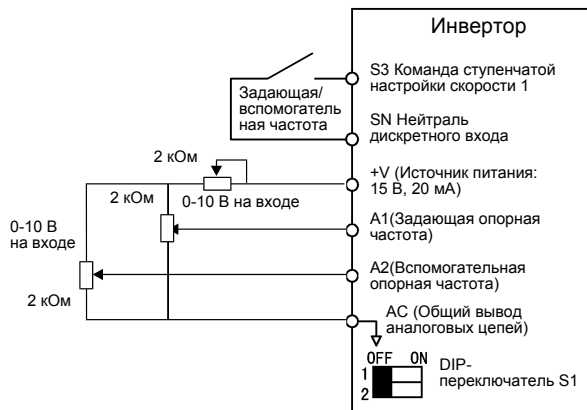 Инвертор
S3 Команда ступенчатой
настройки скорости 1
Задающая/
вспомогатель
ная частота
SN Нейтраль
дискретного входа
2 кОм
+V (Источник питания:
15 В, 20 мА)
2 кОм
0-10 В на входе
A1(Задающая опорная
частота)
0-10 В
на входе
A2(Вспомогательная
опорная частота)
2 кОм
AC (Общий вывод
аналоговых цепей)
OFF ON
1
2
DIP-
переключатель S1